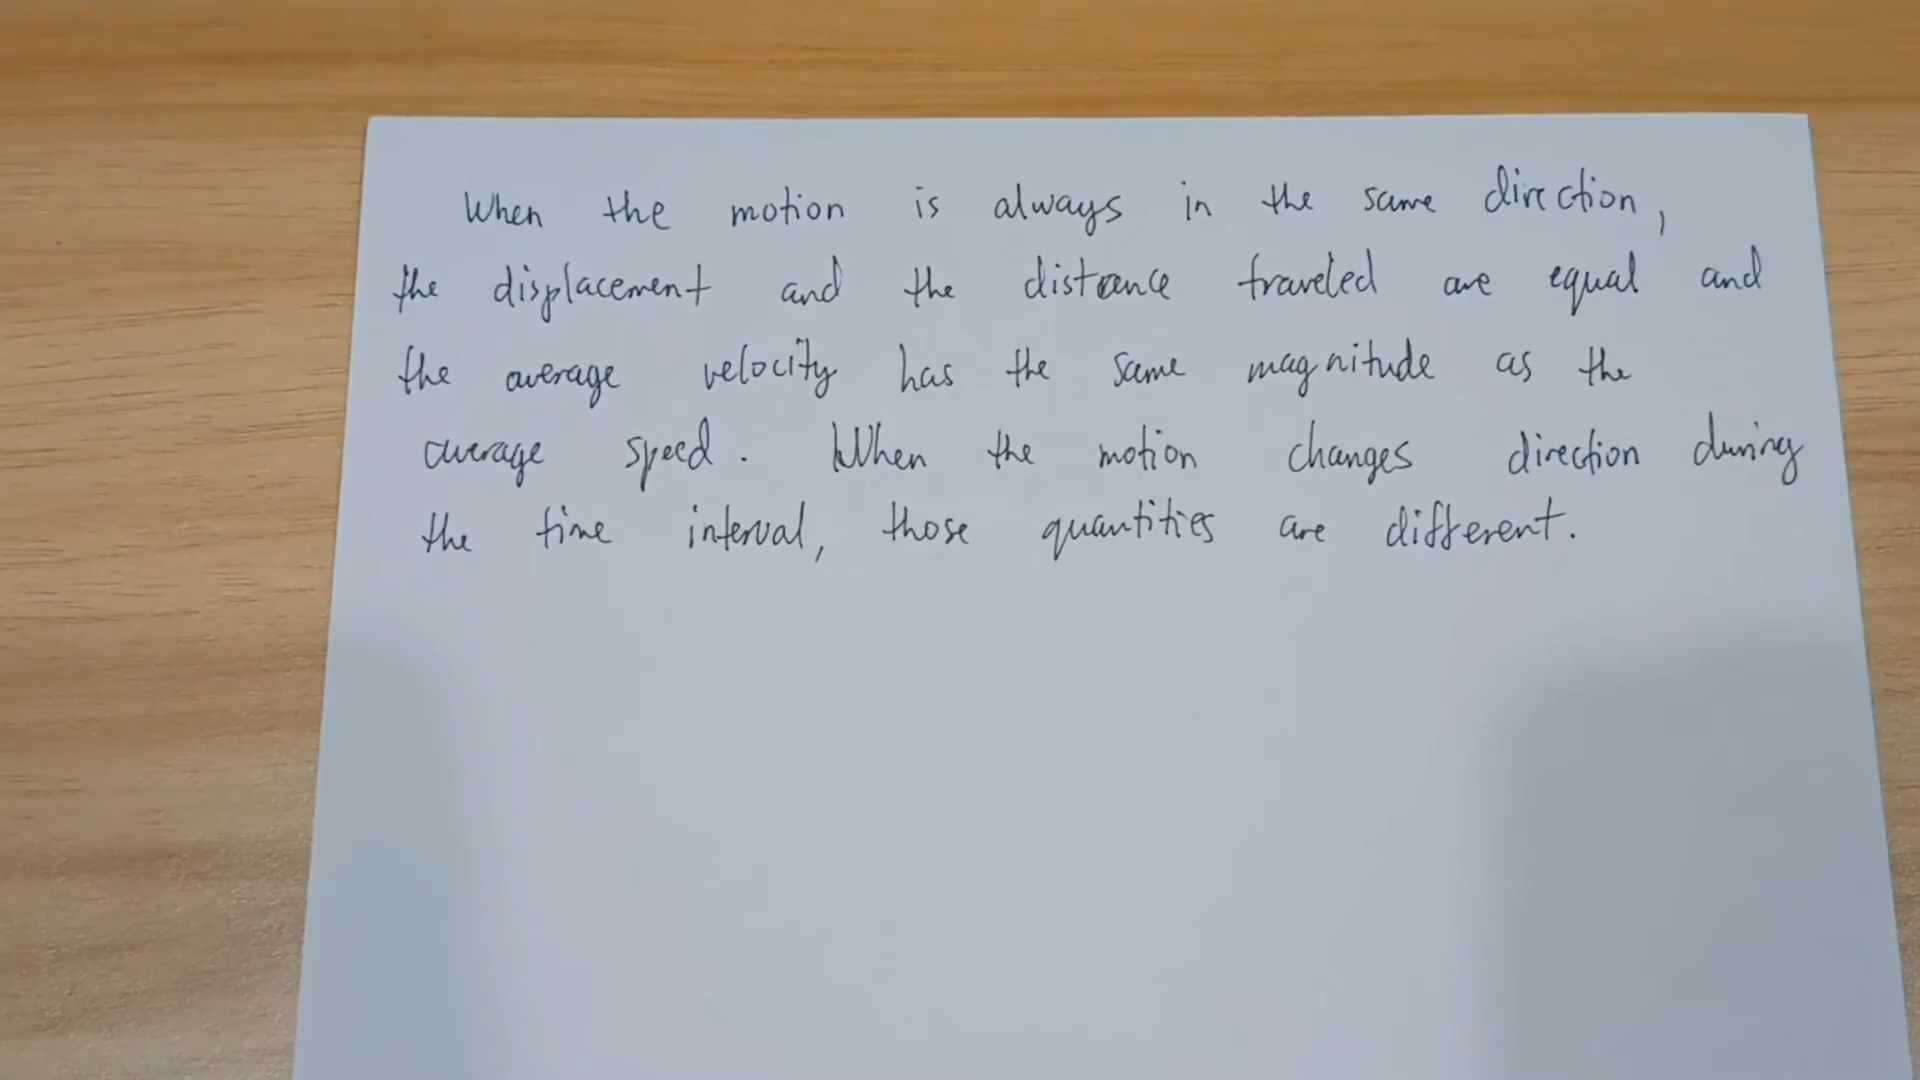 When the motion is always in the same direction,
the displacement and the distance traveled are equal and
the average velocity has the same magnitude as the
average speed. When the motion changes direction during
the time interval, those quantities are different.